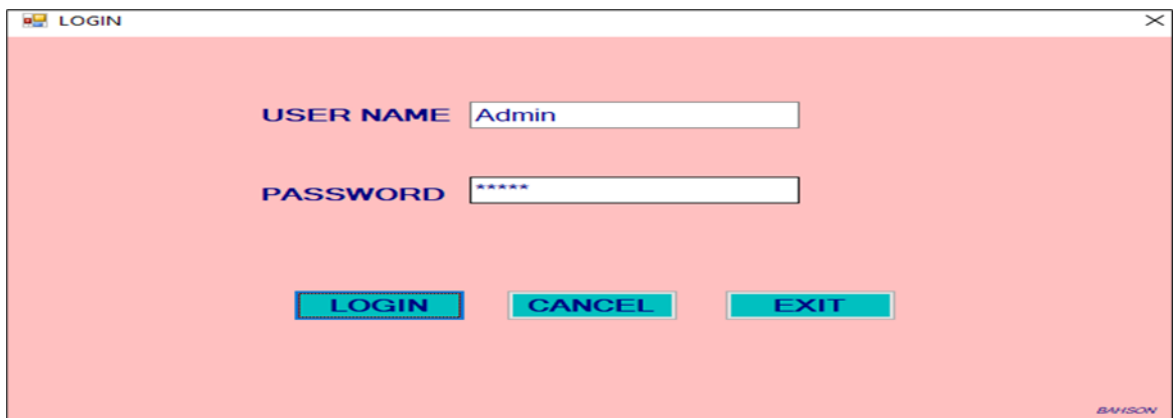 LOGIN
USER NAME Admin
PASSWORD *****
LOGIN CANCEL EXIT
BAHSON